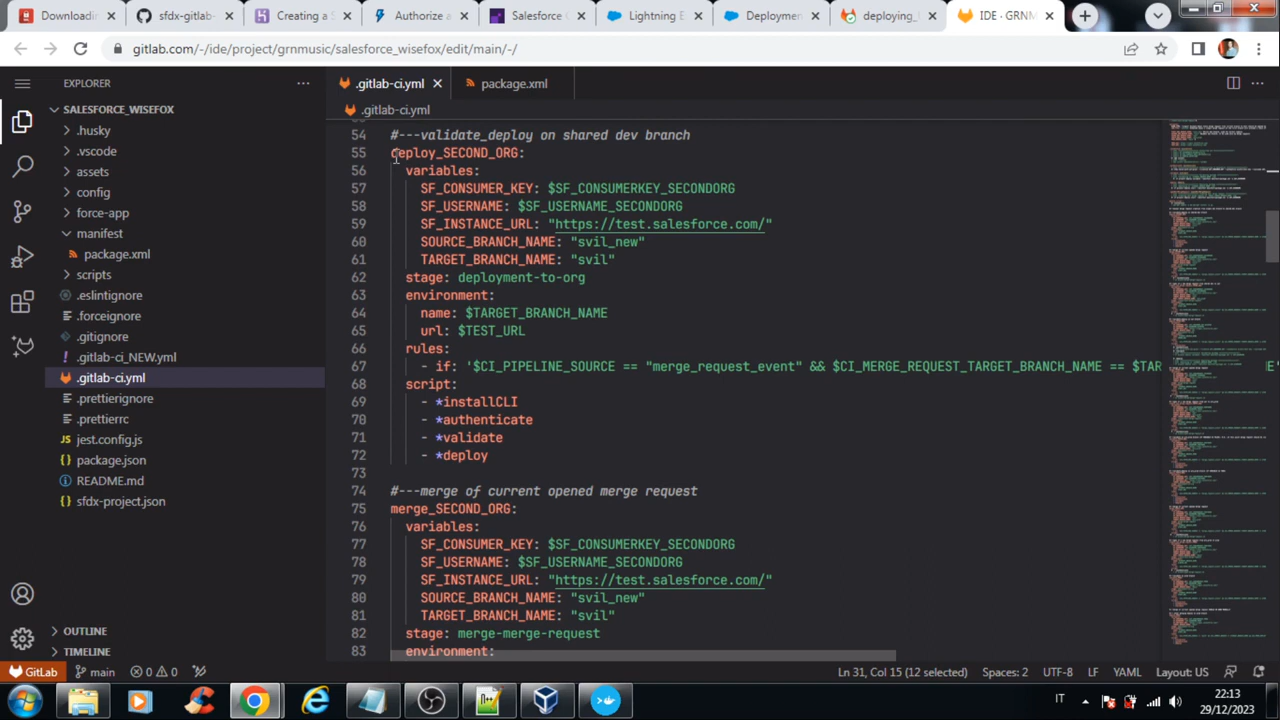 Downloadin
sfdx-gitlab-
Creating a S
Authorize a
Salesforce
Lightning E
Deploymen
deploying_
IDE · GRNM
gitlab.com/-/ide/project/grnmusic/salesforce_wisefox/edit/main/-/
EXPLORER
.gitlab-ci.yml
package.xml
SALESFORCE_WISEFOX
.gitlab-ci.yml
.husky
.vscode
assets
config
force-app
manifest
package.xml
scripts
.eslintignore
.forceignore
.gitignore
.gitlab-ci_NEW.yml
.gitlab-ci.yml
.prettierignore
.prettierrc
jest.config.js
package.json
README.md
sfdx-project.json
OUTLINE
TIMELINE
54 #---validate_deploy on shared dev branch
55 deploy_SECOND_ORG:
56 variables:
57 SF_CONSUMER_KEY: $SF_CONSUMERKEY_SECONDORG
58 SF_USERNAME: $SF_USERNAME_SECONDORG
59 SF_INSTANCE_URL: "https://test.salesforce.com/"
60 SOURCE_BRANCH_NAME: "svil_new"
61 TARGET_BRANCH_NAME: "svil"
62 stage: deployment-to-org
63 environment:
64 name: $TARGET_BRANCH_NAME
65 url: $TEST_URL
66 rules:
67 - if: '$CI_PIPELINE_SOURCE == "merge_request_event" && $CI_MERGE_REQUEST_TARGET_BRANCH_NAME == $TAR
68 script:
69 - *installcli
70 - *authenticate
71 - *validate
72 - *deploy
73
74 #---merge of current opened merge request
75 merge_SECOND_ORG:
76 variables:
77 SF_CONSUMER_KEY: $SF_CONSUMERKEY_SECONDORG
78 SF_USERNAME: $SF_USERNAME_SECONDORG
79 SF_INSTANCE_URL: "https://test.salesforce.com/"
80 SOURCE_BRANCH_NAME: "svil_new"
81 TARGET_BRANCH_NAME: "svil"
82 stage: merge-merge-request
83 environment:
GitLab
main
0
0
Ln 31, Col 15 (12 selected)
Spaces: 2
UTF-8
LF
YAML
Layout: US
IT
22:13
29/12/2023